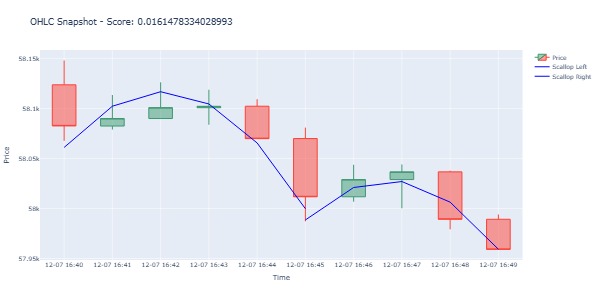 OHLC Snapshot - Score: 0.0161478334028993
58.15k
58.1k
58.05k
58k
57.95k
Price
12-07 16:40
12-07 16:41
12-07 16:42
12-07 16:43
12-07 16:44
12-07 16:45
12-07 16:46
12-07 16:47
12-07 16:48
12-07 16:49
Time
Price
Scallop Left
Scallop Right